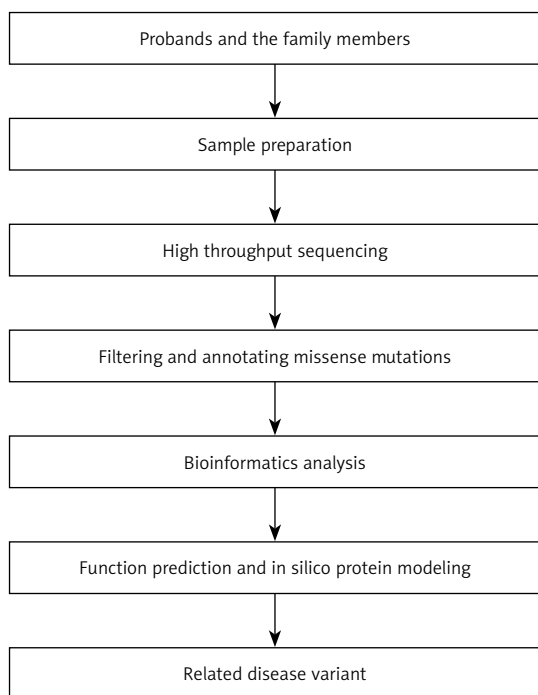 Probands and the family members
Sample preparation
High throughput sequencing
Filtering and annotating missense mutations
Bioinformatics analysis
Function prediction and in silico protein modeling
Related disease variant